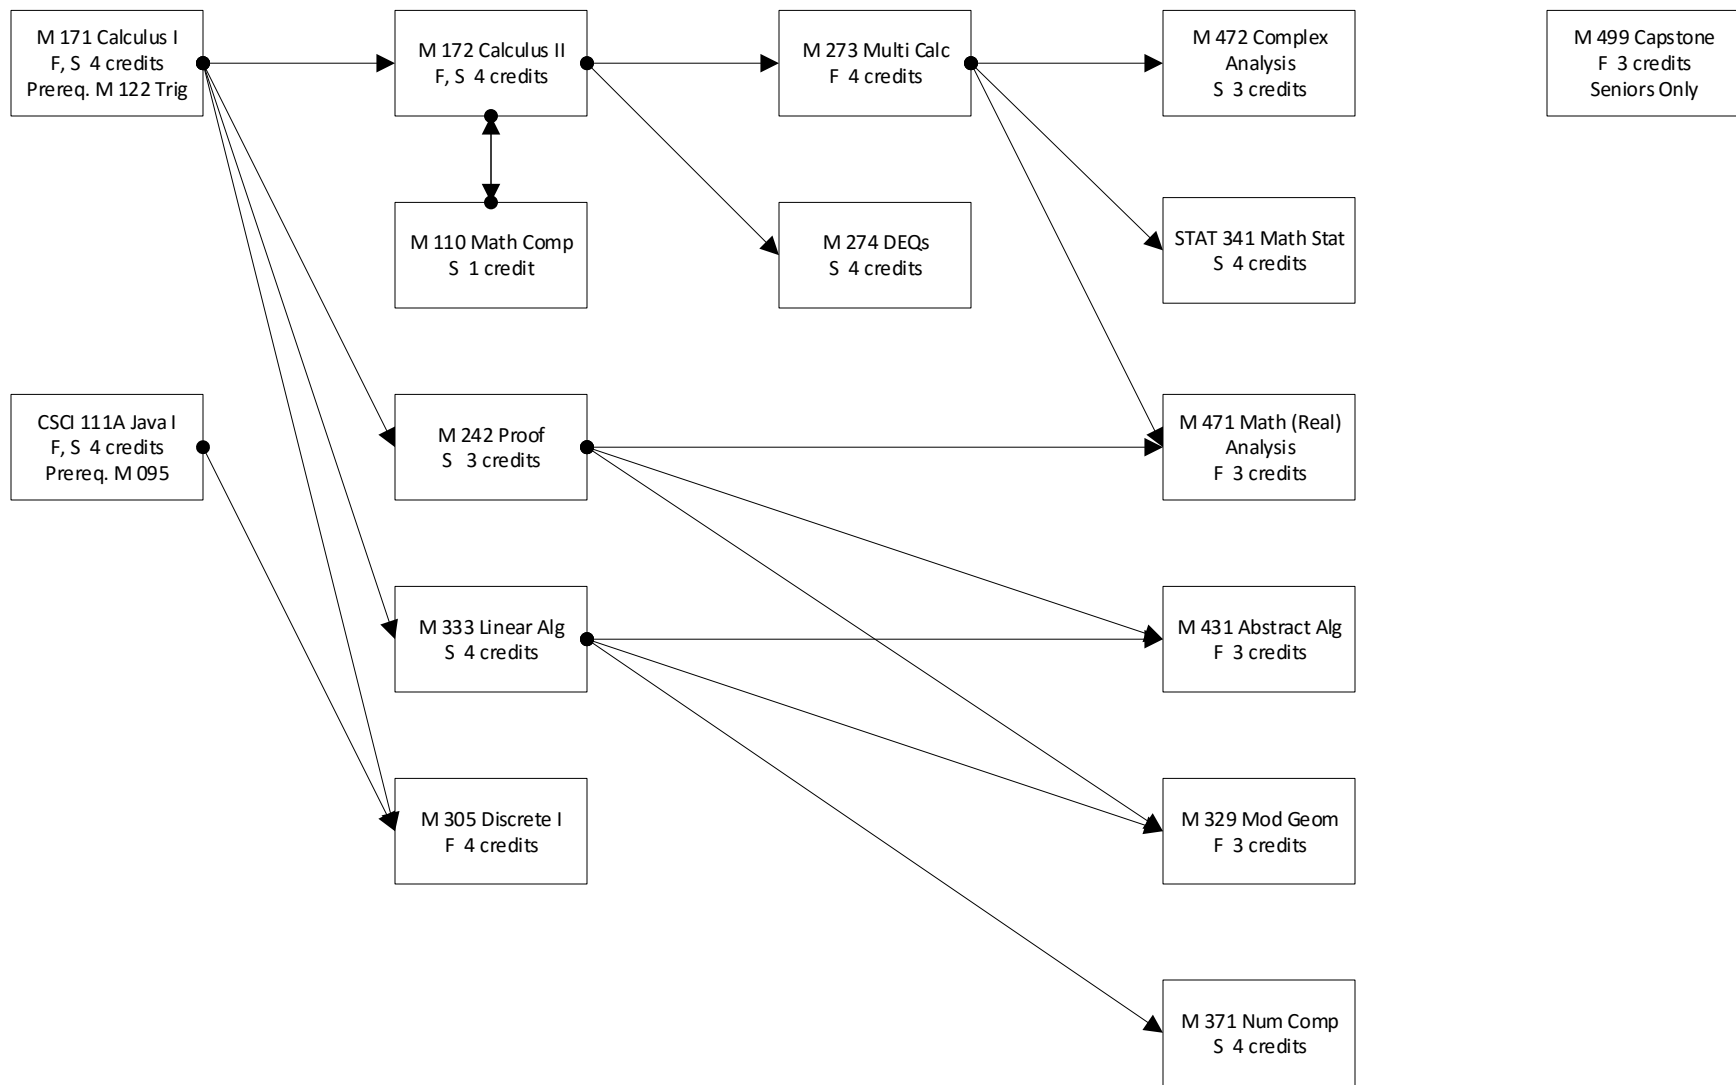 M 171 Calculus I
F, S 4 credits
Prereq. M 122 Trig
M 172 Calculus II
F, S 4 credits
M 273 Multi Calc
F 4 credits
M 472 Complex
Analysis
S 3 credits
M 499 Capstone
F 3 credits
Seniors Only
M 110 Math Comp
S 1 credit
M 274 DEQs
S 4 credits
STAT 341 Math Stat
S 4 credits
CSCI 111A Java I
F, S 4 credits
Prereq. M 095
M 242 Proof
S 3 credits
M 471 Math (Real)
Analysis
F 3 credits
M 333 Linear Alg
S 4 credits
M 431 Abstract Alg
F 3 credits
M 305 Discrete I
F 4 credits
M 329 Mod Geom
F 3 credits
M 371 Num Comp
S 4 credits